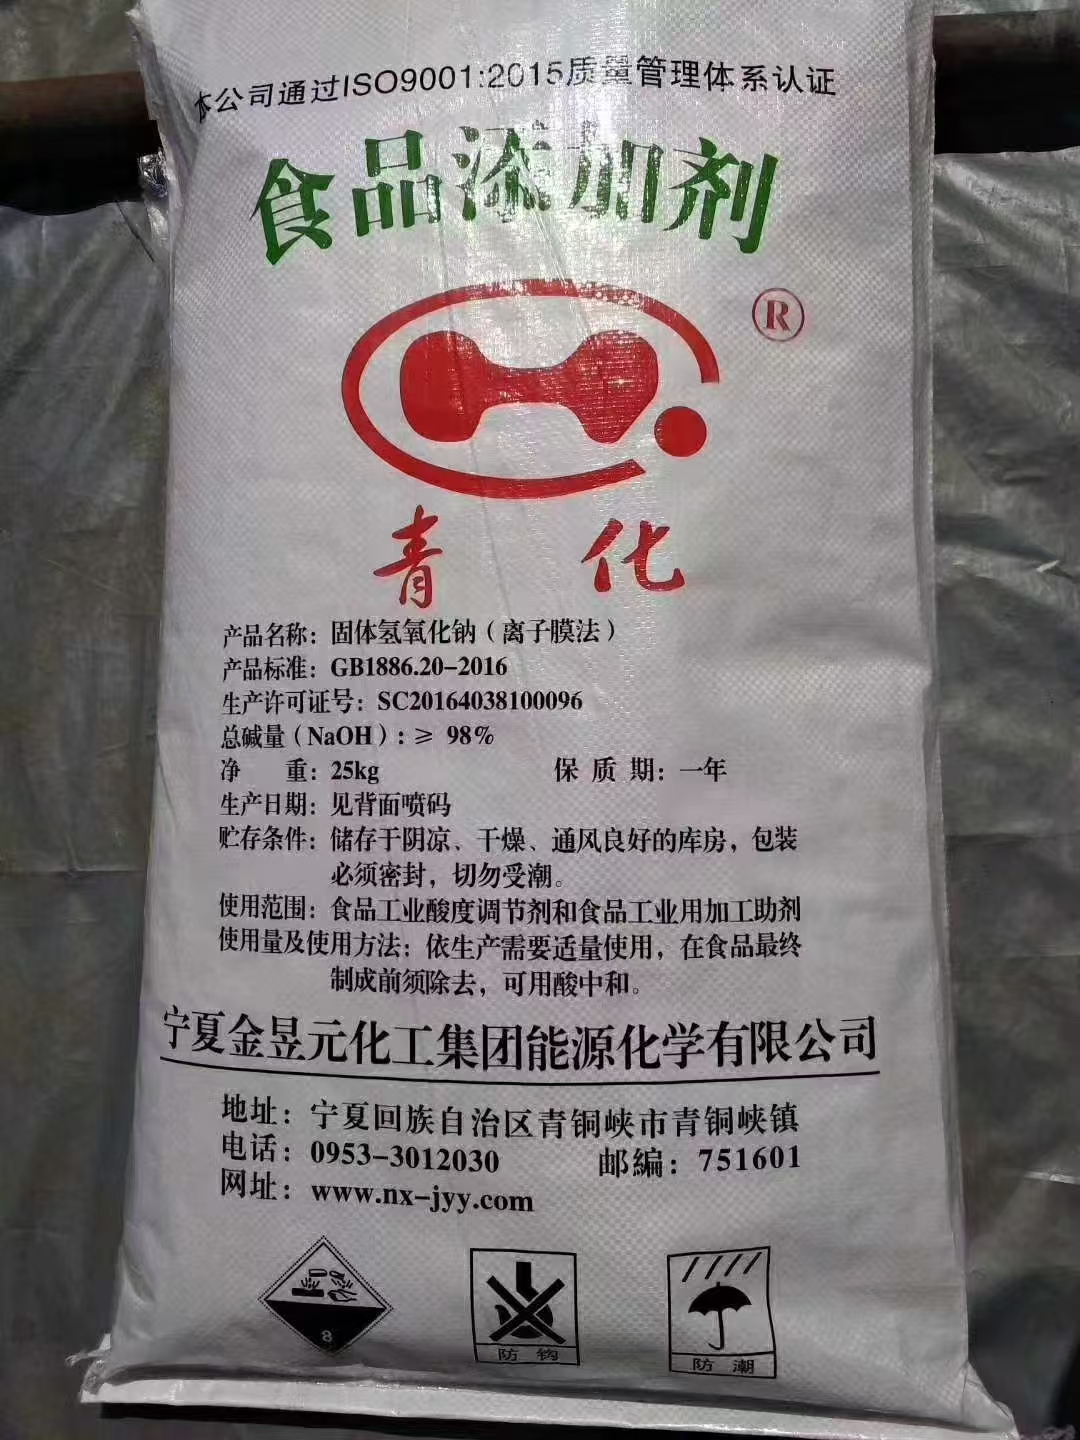 本公司通过ISO9001:2015质量管理体系认证
食品添加剂
R
青化
产品名称：固体氢氧化钠（离子膜法）
产品标准：GB1886.20-2016
生产许可证号：SC20164038100096
总碱量（NaOH）：≥ 98%
净 重：25kg 保 质 期：一年
生产日期：见背面喷码
贮存条件：储存于阴凉、干燥、通风良好的库房，包装
必须密封，切勿受潮。
使用范围：食品工业酸度调节剂和食品工业用加工助剂
使用量及使用方法：依生产需要适量使用，在食品最终
制成前须除去，可用酸中和。
宁夏金昱元化工集团能源化学有限公司
地址：宁夏回族自治区青铜峡市青铜峡镇
电话：0953-3012030 邮编：751601
网址：www.nx-jyy.com
8
防 钩
防 潮